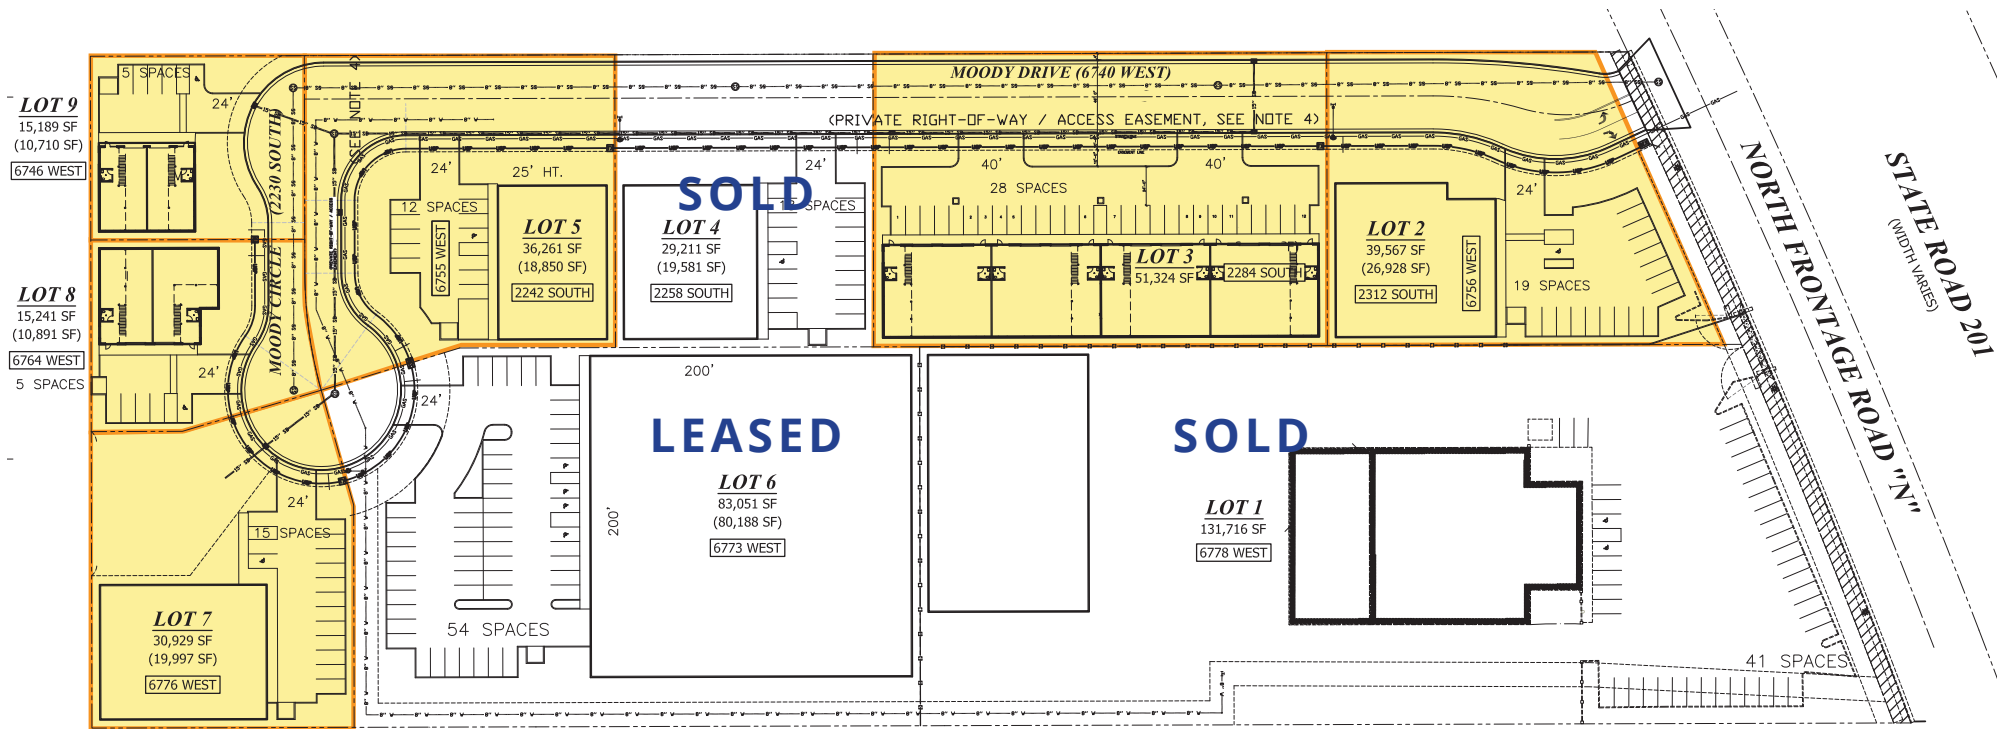 MOODY DRIVE (6740 WEST)
(PRIVATE RIGHT-OF-WAY / ACCESS EASEMENT, SEE NOTE 4)
SEE NOTE 4)
(2230 SOUTH)
MOODY CIRCLE
NORTH FRONTAGE ROAD "N"
STATE ROAD 201
(WIDTH VARIES)
LOT 9
15,189 SF
(10,710 SF)
6746 WEST
5 SPACES
24'
LOT 8
15,241 SF
(10,891 SF)
6764 WEST
5 SPACES
24'
24'
12 SPACES
6755 WEST
25' HT.
LOT 5
36,261 SF
(18,850 SF)
2242 SOUTH
SOLD
LOT 4
29,211 SF
(19,581 SF)
2258 SOUTH
24'
SPACES
40'
40'
28 SPACES
LOT 3
51,324 SF
2284 SOUTH
LOT 2
39,567 SF
(26,928 SF)
2312 SOUTH
6756 WEST
24'
19 SPACES
24'
200'
200'
LEASED
LOT 6
83,051 SF
(80,188 SF)
6773 WEST
54 SPACES
SOLD
LOT 1
131,716 SF
6778 WEST
41 SPACES
24'
15 SPACES
LOT 7
30,929 SF
(19,997 SF)
6776 WEST